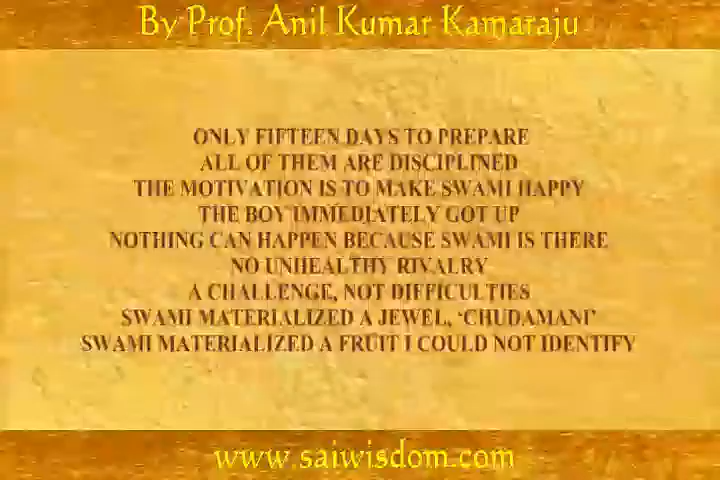 By Prof. Anil Kumar Kamaraju
ONLY FIFTEEN DAYS TO PREPARE
ALL OF THEM ARE DISCIPLINED
THE MOTIVATION IS TO MAKE SWAMI HAPPY
THE BOY IMMEDIATELY GOT UP
NOTHING CAN HAPPEN BECAUSE SWAMI IS THERE
NO UNHEALTHY RIVALRY
A CHALLENGE, NOT DIFFICULTIES
SWAMI MATERIALIZED A JEWEL, ‘CHUDAMANI’
SWAMI MATERIALIZED A FRUIT I COULD NOT IDENTIFY
www.saiwisdom.com